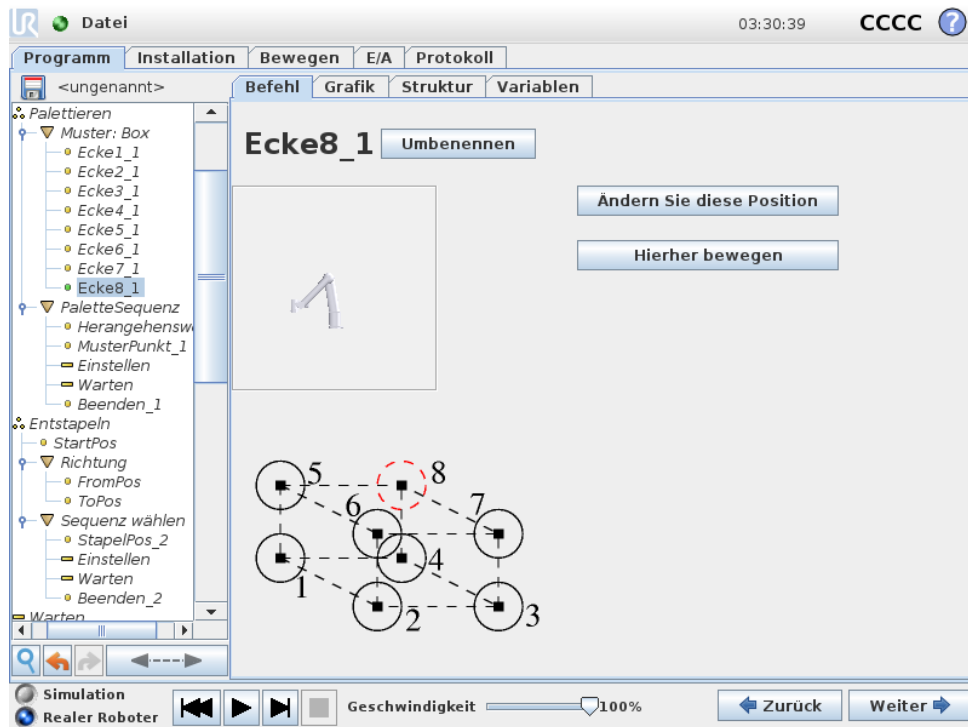 UR Datei 03:30:39 CCCC ?
Programm Installation Bewegen E/A Protokoll
<ungenannt> Befehl Grafik Struktur Variablen
Palettieren
Muster: Box
Ecke1_1
Ecke2_1
Ecke3_1
Ecke4_1
Ecke5_1
Ecke6_1
Ecke7_1
Ecke8_1
PaletteSequenz
Herangehenswe
MusterPunkt_1
Einstellen
Warten
Beenden_1
Entstapeln
StartPos
Richtung
FromPos
ToPos
Sequenz wählen
StapelPos_2
Einstellen
Warten
Beenden_2
Warten
Ecke8_1 Umbenennen
Ändern Sie diese Position
Hierher bewegen
5 8
6 7
1 4
2 3
Simulation
Realer Roboter
Geschwindigkeit 100%
Zurück Weiter